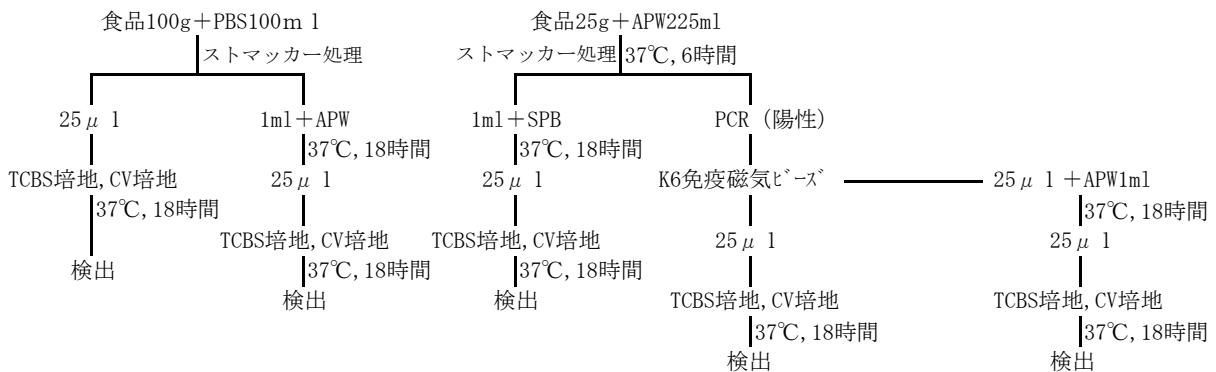 食品100g＋PBS100ｍｌ
食品25g＋APW225ml
ストマッカー処理
ストマッカー処理
37℃, 6時間
25μｌ
1ml＋APW
1ml＋SPB
PCR（陽性）
37℃, 18時間
37℃, 18時間
TCBS培地, CV培地
25μｌ
25μｌ
K6免疫磁気ﾋﾞｰｽﾞ
25μｌ＋APW1ml
37℃, 18時間
37℃, 18時間
TCBS培地, CV培地
TCBS培地, CV培地
25μｌ
25μｌ
検出
37℃, 18時間
37℃, 18時間
検出
検出
TCBS培地, CV培地
TCBS培地, CV培地
37℃, 18時間
37℃, 18時間
検出
検出